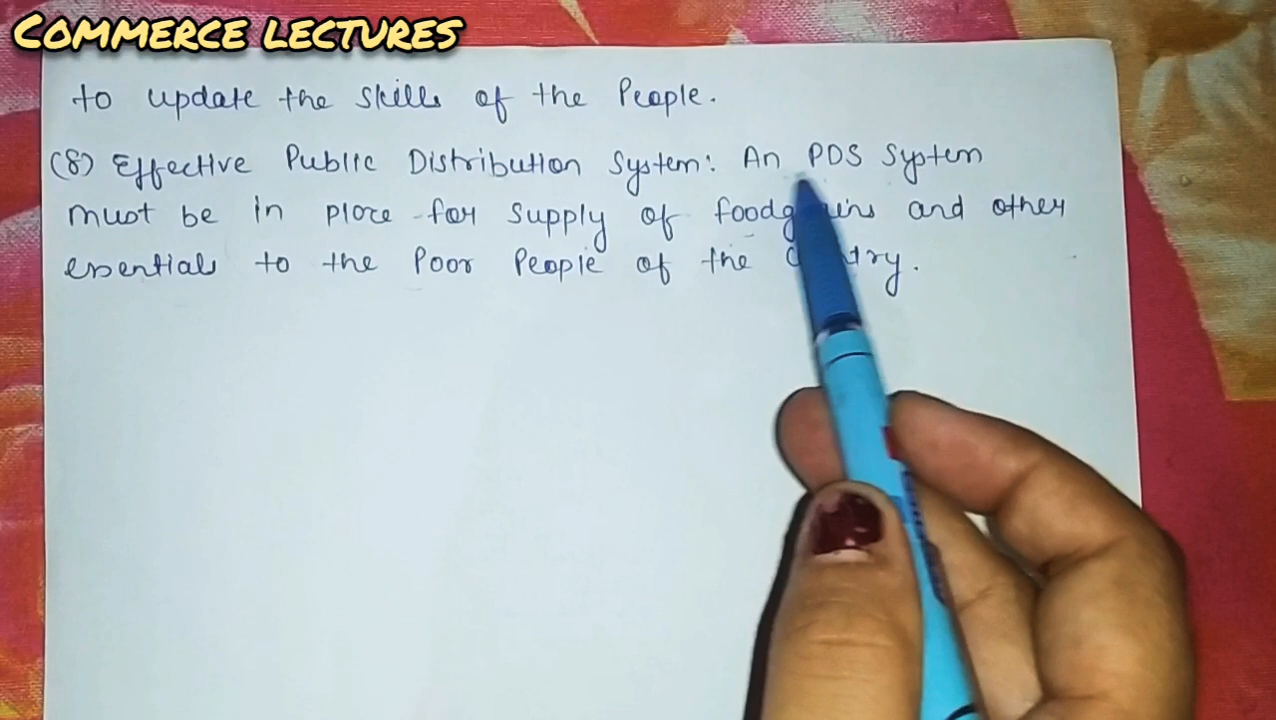 COMMERCE LECTURES
to update the skills of the People.
(8) Effective Public Distribution System: An PDS System
must be in place for supply of and other
essentials to the Poor People of the .